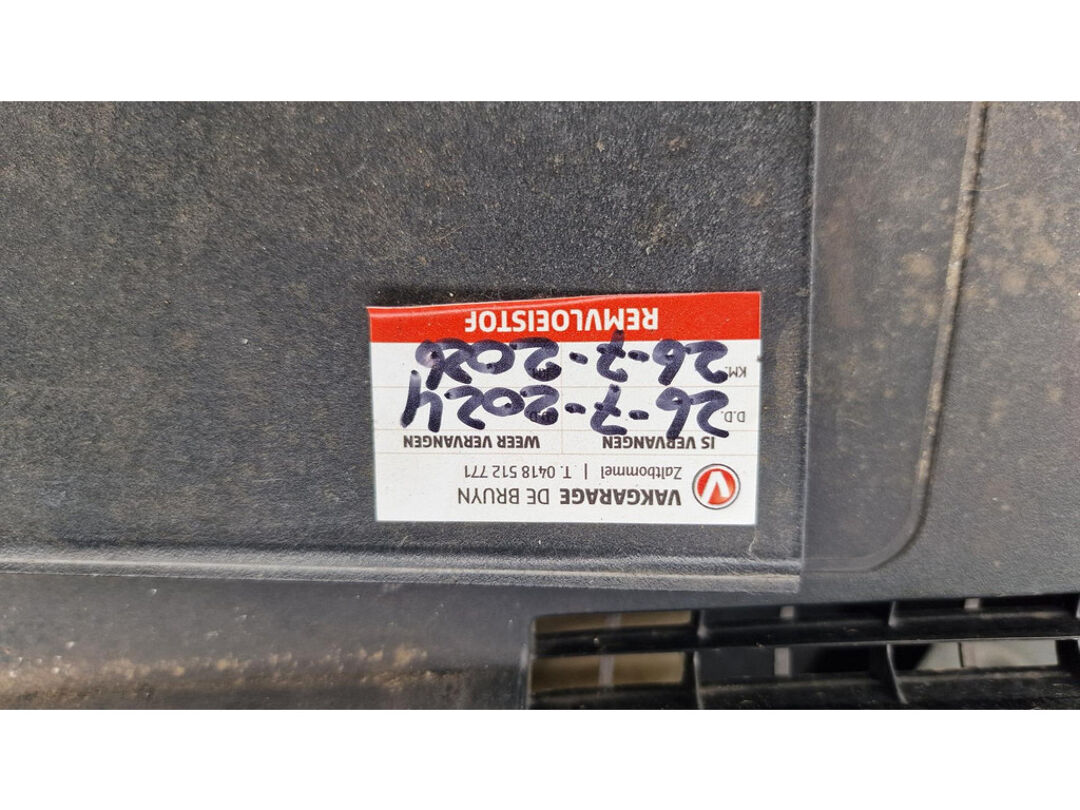 VAKGARAGE DE BRUYN
Zaltbommel | T. 0418 512 771
IS VERVANGEN WEER VERVANGEN
D.D. 26-7-2024
KM. 26-7-2026
REMVLOEISTOF